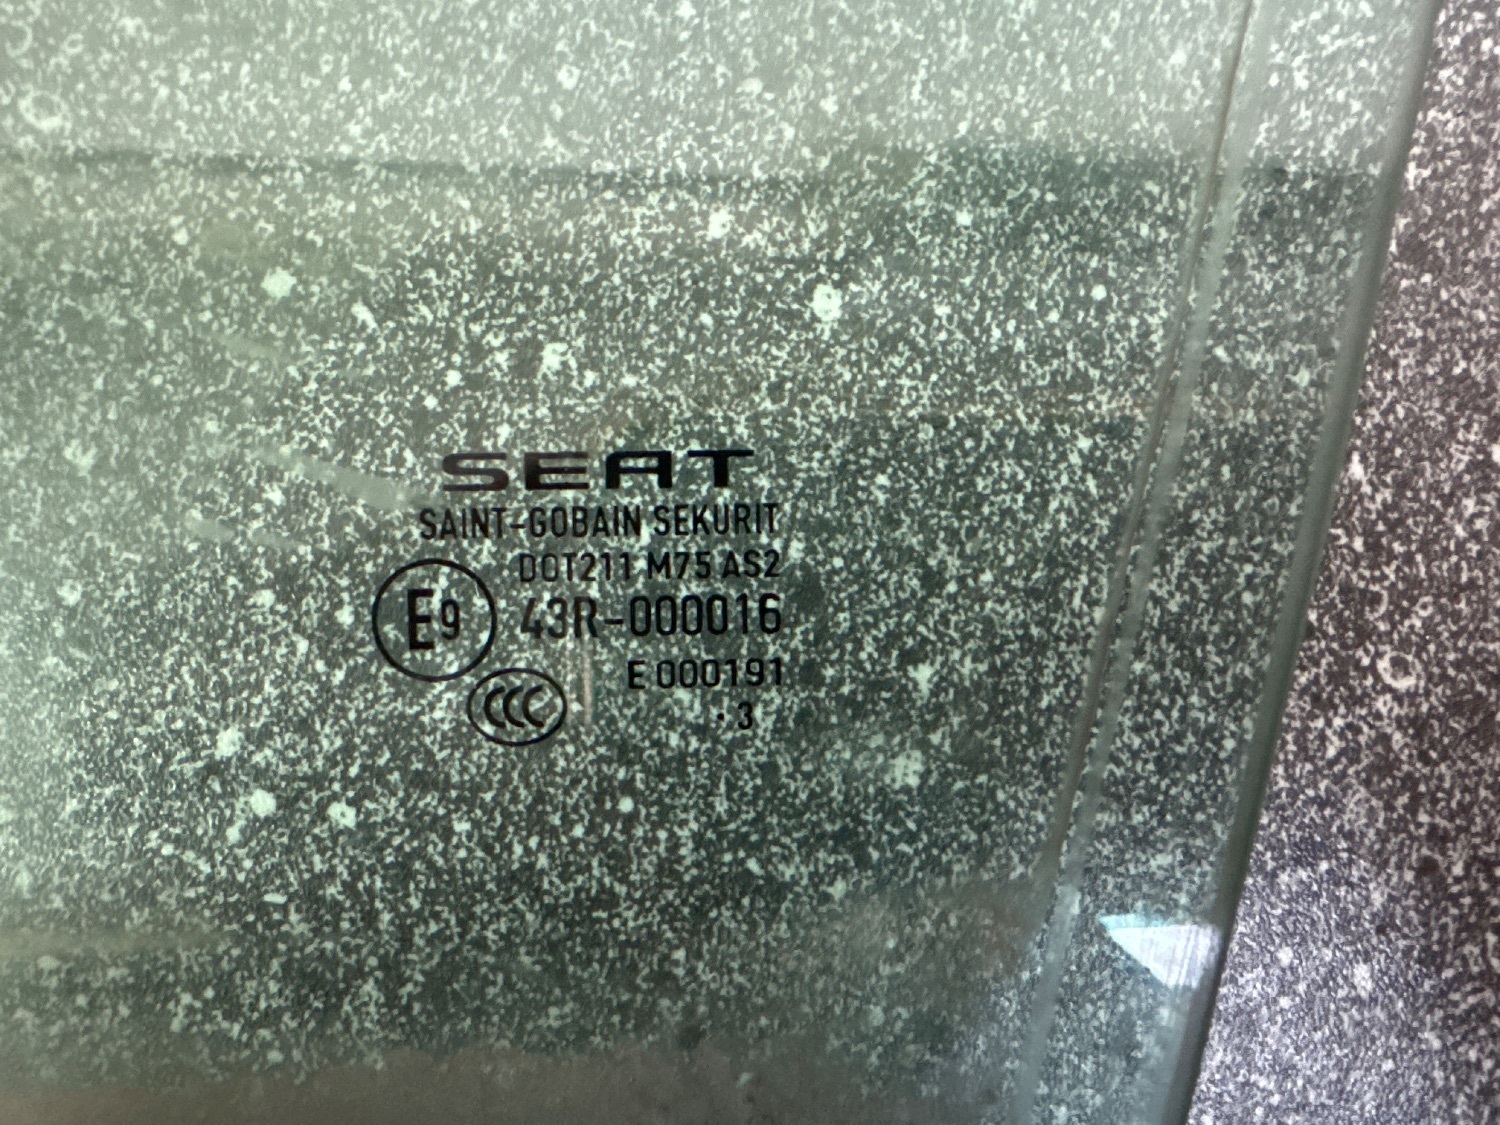 SEAT
SAINT-GOBAIN SEKURIT
DOT211 M75 AS2
E9 43R-000016
E 000191
CCC
· 3